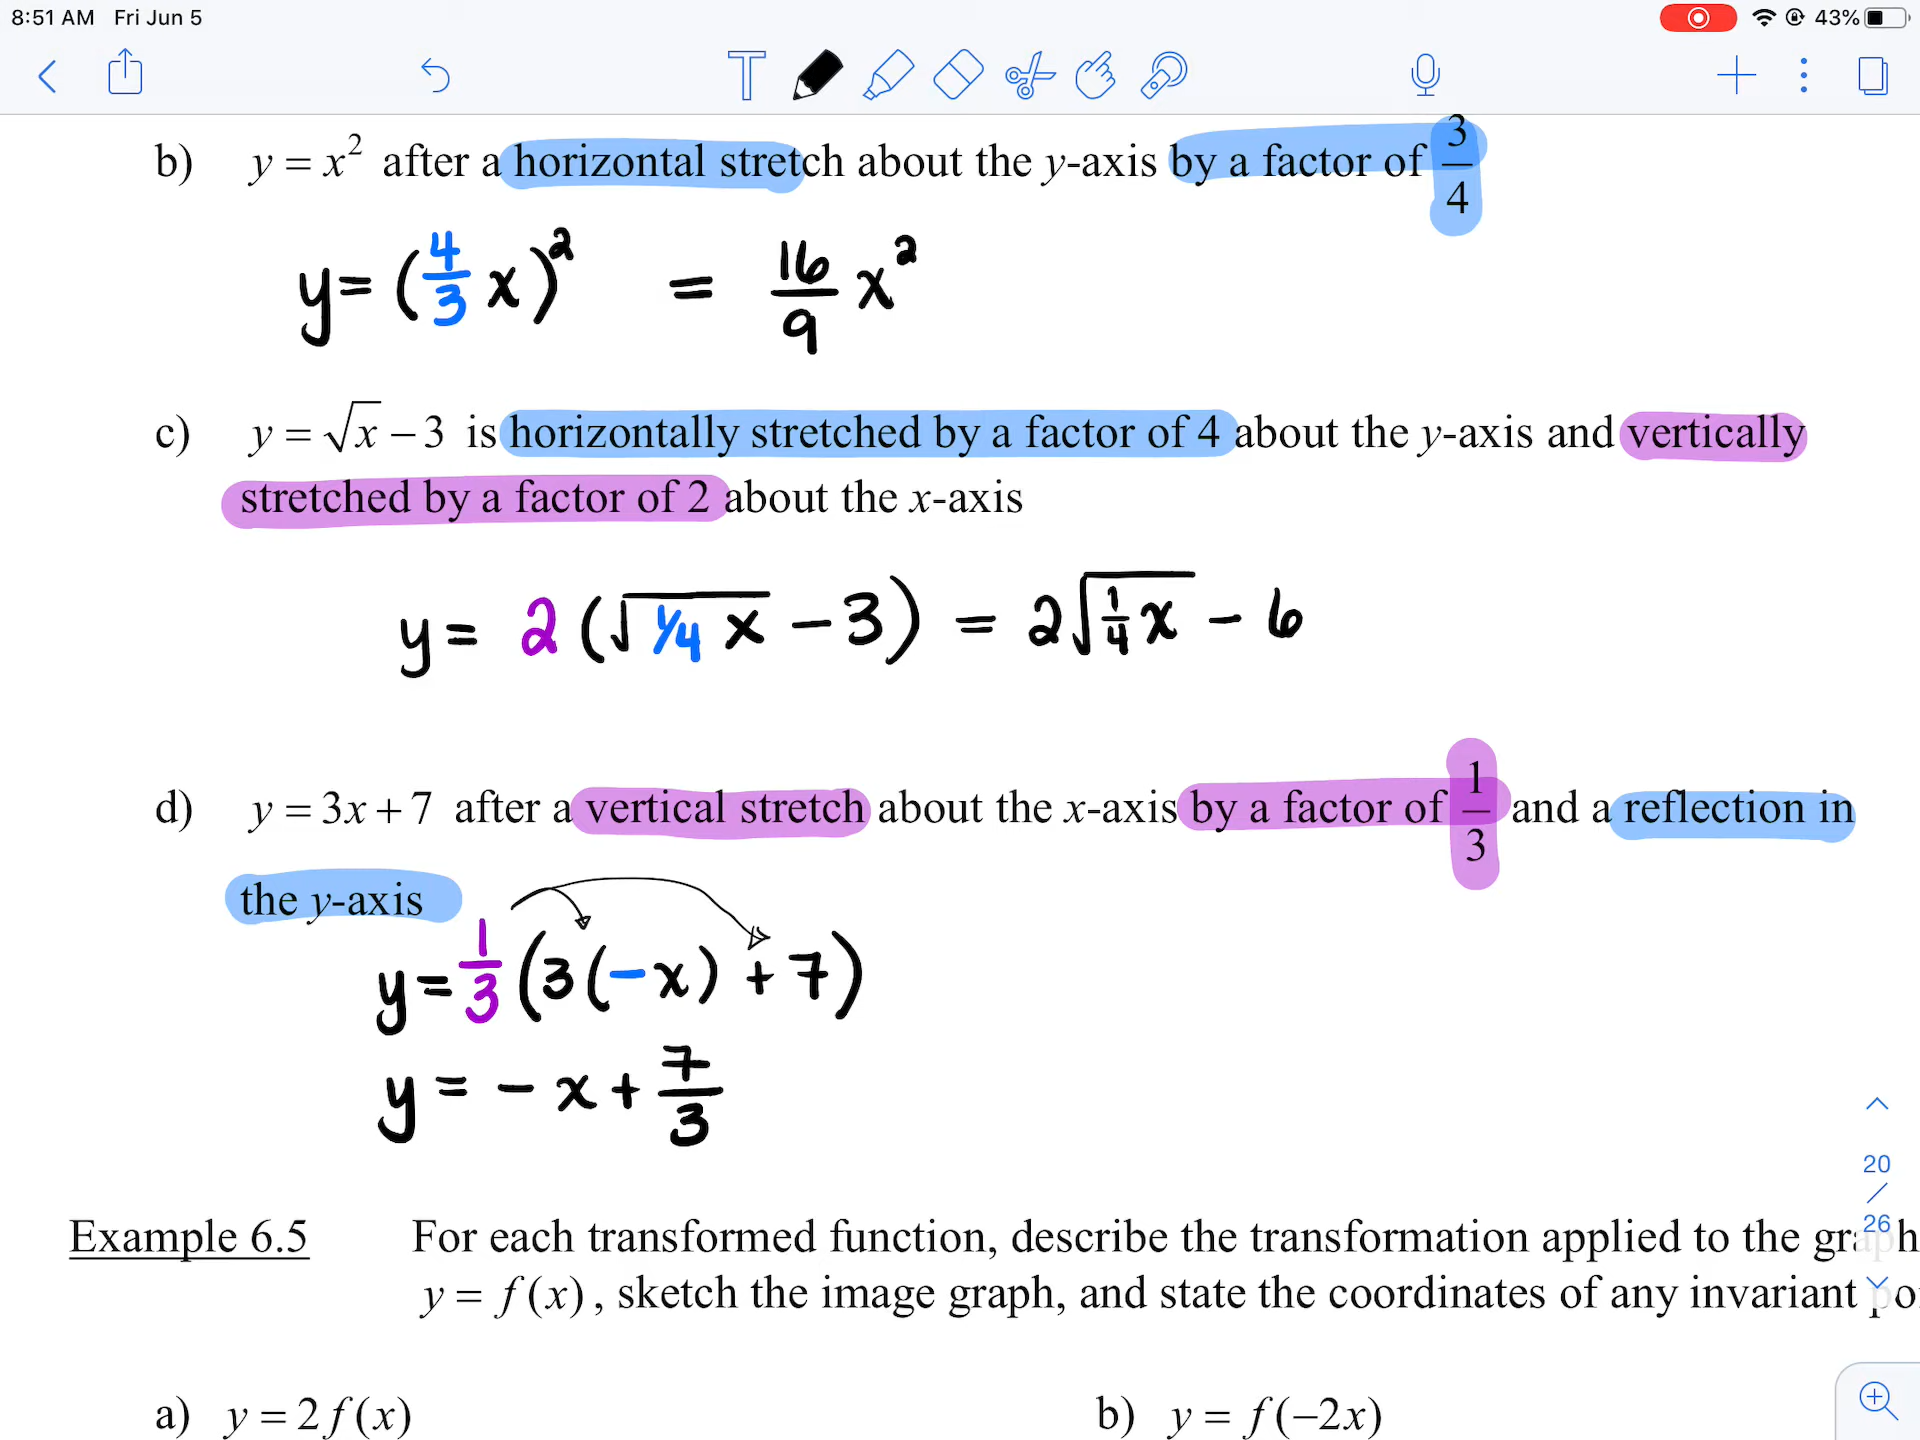 8:51 AM Fri Jun 5 43%
T
b) y = x² after a horizontal stretch about the y-axis by a factor of 3/4
y = (4/3 x)² = 16/9 x²
c) y = √x − 3 is horizontally stretched by a factor of 4 about the y-axis and vertically
stretched by a factor of 2 about the x-axis
y = 2(√(1/4 x) − 3) = 2√(1/4 x) − 6
d) y = 3x + 7 after a vertical stretch about the x-axis by a factor of 1/3 and a reflection in
the y-axis
y = 1/3 (3(−x) + 7)
y = − x + 7/3
20
/
26
Example 6.5 For each transformed function, describe the transformation applied to the graph
y = f(x), sketch the image graph, and state the coordinates of any invariant po
a) y = 2f(x) b) y = f(−2x)